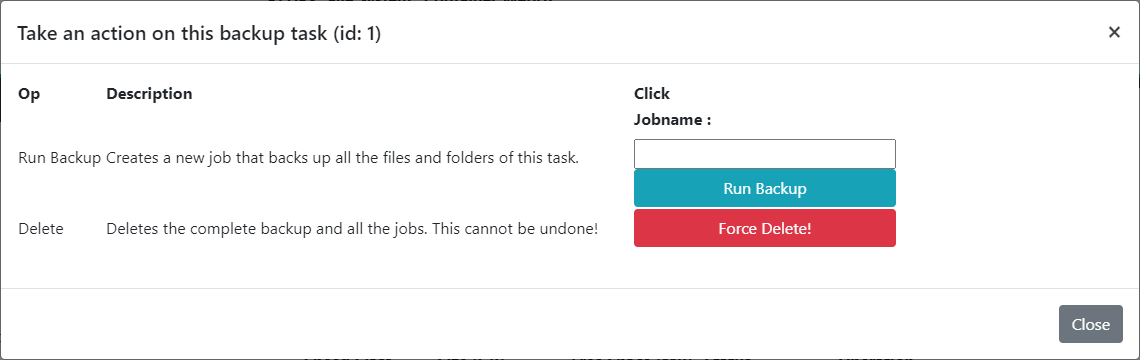 Take an action on this backup task (id: 1)
×
Op Description Click
Jobname :
Run Backup Creates a new job that backs up all the files and folders of this task.
Run Backup
Delete Deletes the complete backup and all the jobs. This cannot be undone! Force Delete!
Close